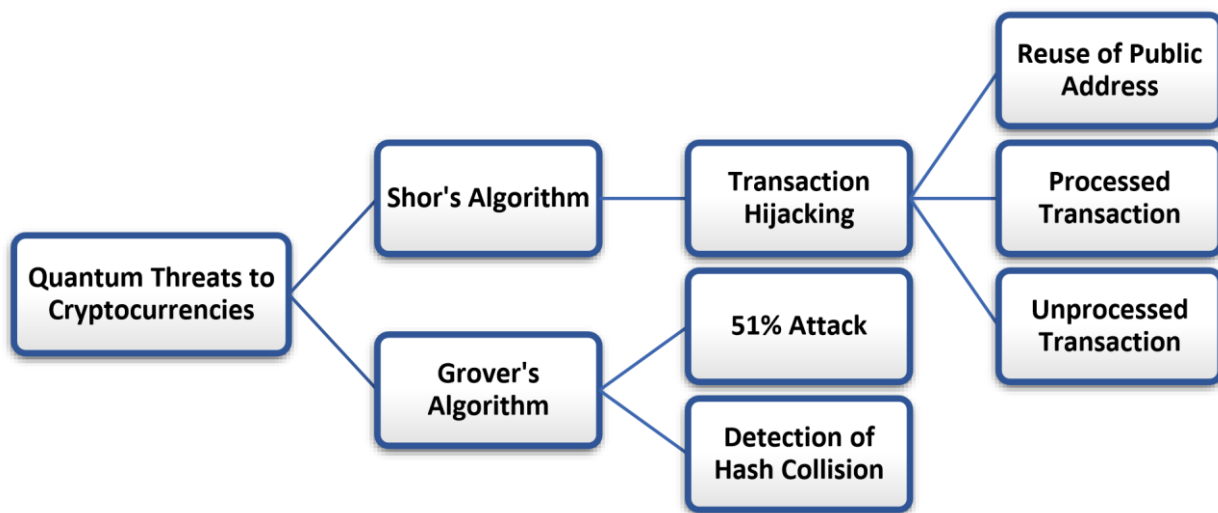 Quantum Threats to
Cryptocurrencies
Shor's Algorithm
Grover's
Algorithm
Transaction
Hijacking
51% Attack
Detection of
Hash Collision
Reuse of Public
Address
Processed
Transaction
Unprocessed
Transaction